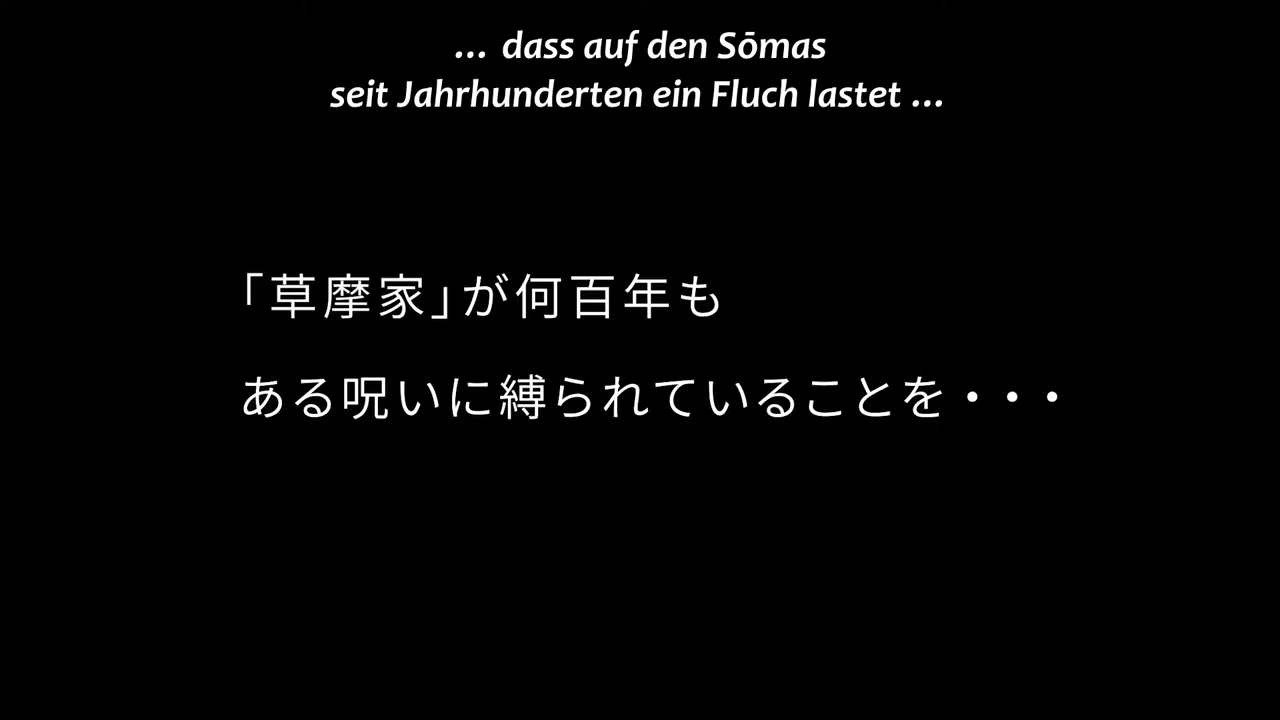 … dass auf den Sōmas
seit Jahrhunderten ein Fluch lastet …
「草摩家」が何百年も
ある呪いに縛られていることを・・・